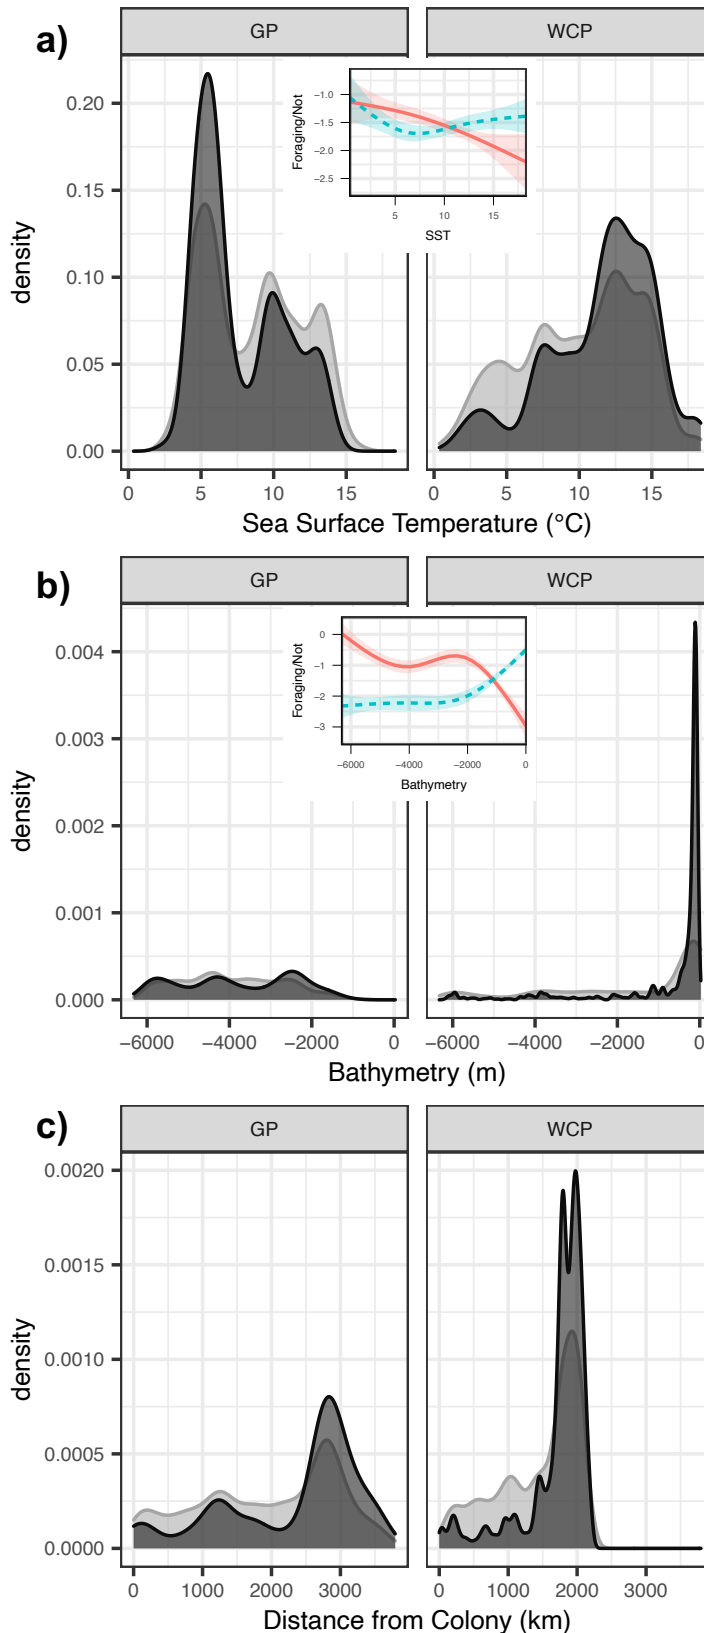 a)
GP
WCP
0.20
0.15
0.10
0.05
0.00
density
Foraging/Not
−1.0
−1.5
−2.0
−2.5
5 10 15
SST
0 5 10 15
0 5 10 15
Sea Surface Temperature (°C)
b)
GP
WCP
0.004
0.003
0.002
0.001
0.000
density
Foraging/Not
0
−1
−2
−3
−6000 −4000 −2000 0
Bathymetry
−6000 −4000 −2000 0
−6000 −4000 −2000 0
Bathymetry (m)
c)
GP
WCP
0.0020
0.0015
0.0010
0.0005
0.0000
density
0 1000 2000 3000
0 1000 2000 3000
Distance from Colony (km)